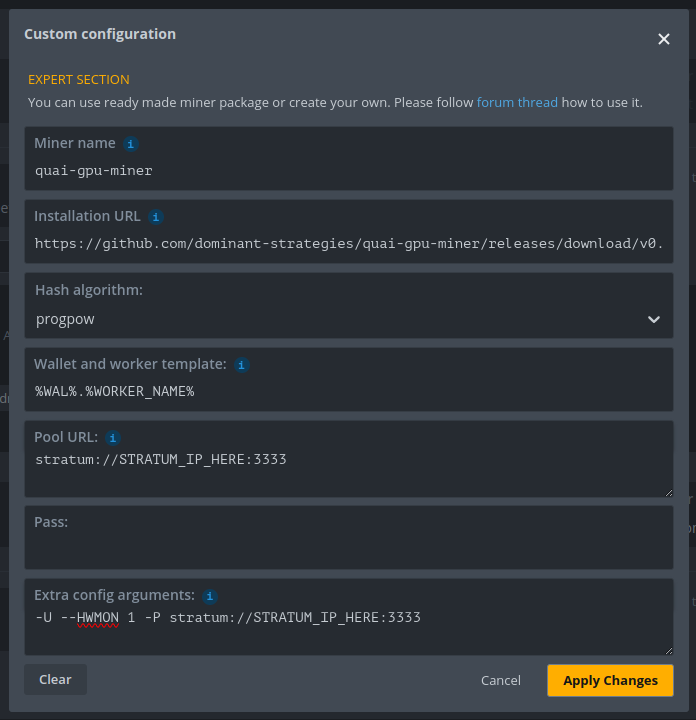 Custom configuration
EXPERT SECTION
You can use ready made miner package or create your own. Please follow forum thread how to use it.
Miner name
quai-gpu-miner
Installation URL
https://github.com/dominant-strategies/quai-gpu-miner/releases/download/v0.
Hash algorithm:
progpow
Wallet and worker template:
%WAL%.%WORKER_NAME%
Pool URL:
stratum://STRATUM_IP_HERE:3333
Pass:
Extra config arguments:
-U --HWMON 1 -P stratum://STRATUM_IP_HERE:3333
Clear
Cancel
Apply Changes